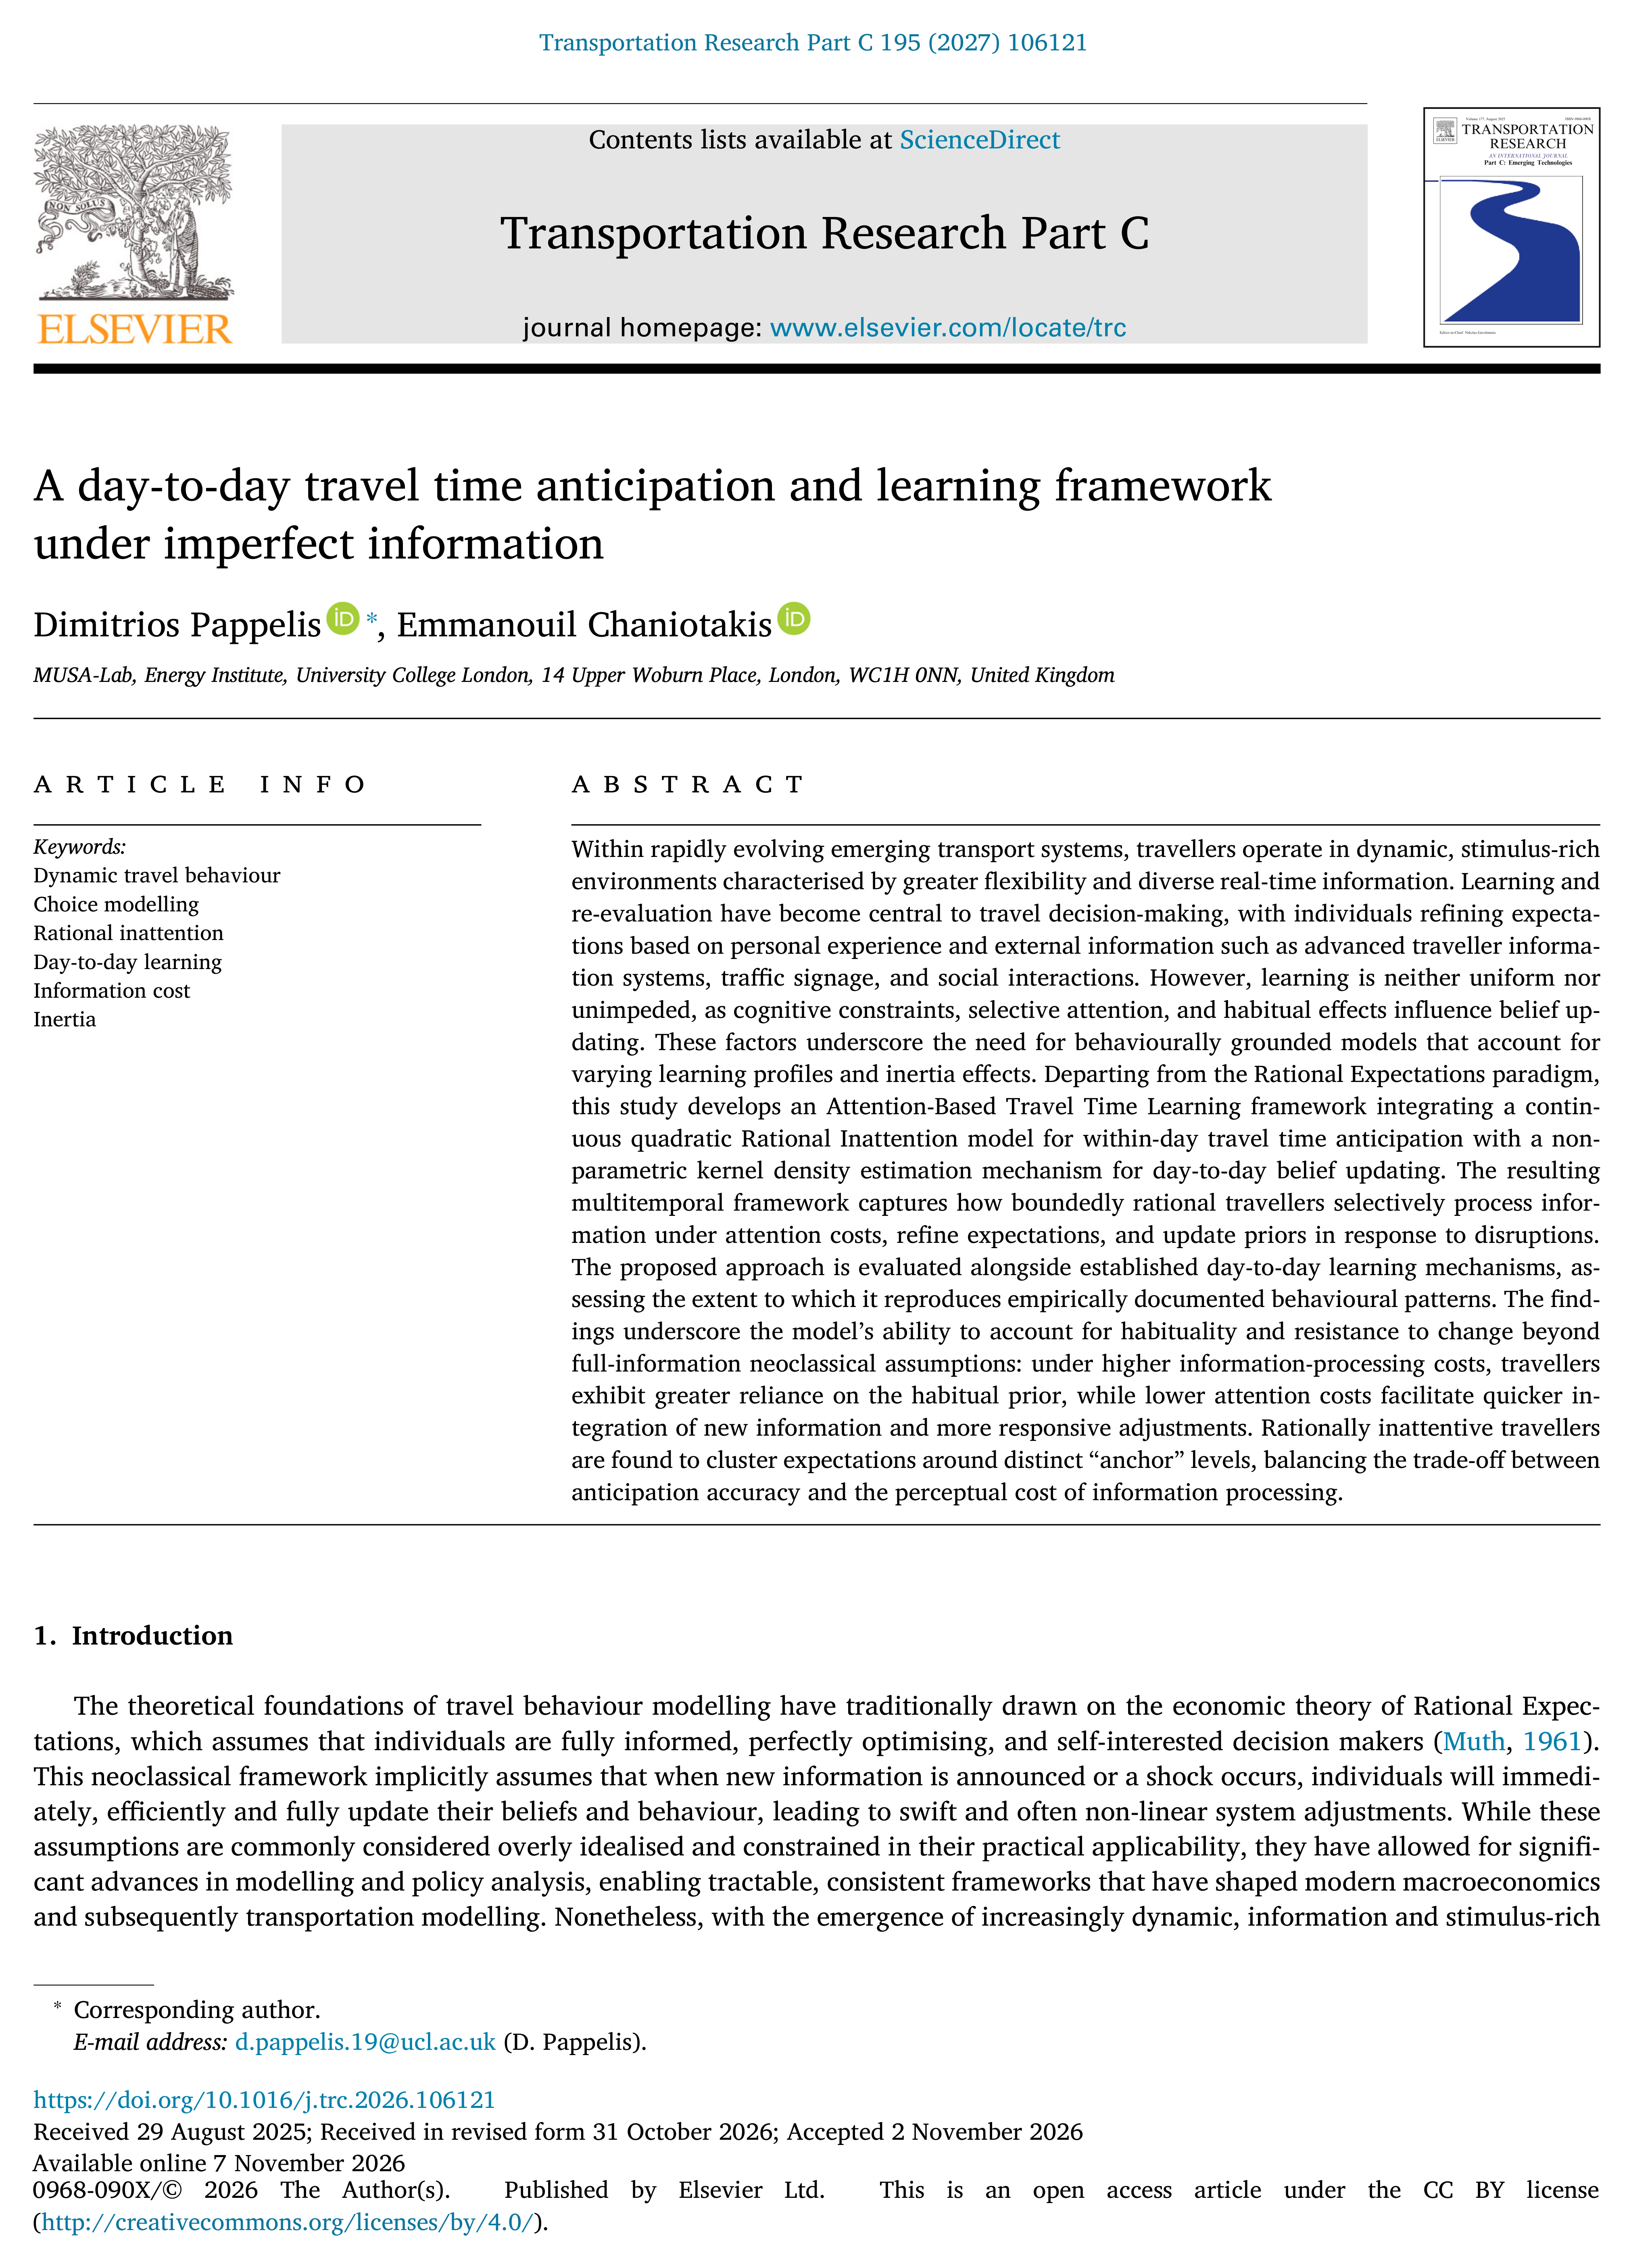 Transportation Research Part C 195 (2027) 106121
Contents lists available at ScienceDirect
Transportation Research Part C
journal homepage: www.elsevier.com/locate/trc
NON SOLUS
ELSEVIER
ELSEVIER
TRANSPORTATION
RESEARCH
AN INTERNATIONAL JOURNAL
Part C: Emerging Technologies
A day-to-day travel time anticipation and learning framework
under imperfect information
Dimitrios Pappelis iD *, Emmanouil Chaniotakis iD
MUSA-Lab, Energy Institute, University College London, 14 Upper Woburn Place, London, WC1H 0NN, United Kingdom
ARTICLE INFO
Keywords:
Dynamic travel behaviour
Choice modelling
Rational inattention
Day-to-day learning
Information cost
Inertia
ABSTRACT
Within rapidly evolving emerging transport systems, travellers operate in dynamic, stimulus-rich
environments characterised by greater flexibility and diverse real-time information. Learning and
re-evaluation have become central to travel decision-making, with individuals refining expecta-
tions based on personal experience and external information such as advanced traveller informa-
tion systems, traffic signage, and social interactions. However, learning is neither uniform nor
unimpeded, as cognitive constraints, selective attention, and habitual effects influence belief up-
dating. These factors underscore the need for behaviourally grounded models that account for
varying learning profiles and inertia effects. Departing from the Rational Expectations paradigm,
this study develops an Attention-Based Travel Time Learning framework integrating a contin-
uous quadratic Rational Inattention model for within-day travel time anticipation with a non-
parametric kernel density estimation mechanism for day-to-day belief updating. The resulting
multitemporal framework captures how boundedly rational travellers selectively process infor-
mation under attention costs, refine expectations, and update priors in response to disruptions.
The proposed approach is evaluated alongside established day-to-day learning mechanisms, as-
sessing the extent to which it reproduces empirically documented behavioural patterns. The find-
ings underscore the model’s ability to account for habituality and resistance to change beyond
full-information neoclassical assumptions: under higher information-processing costs, travellers
exhibit greater reliance on the habitual prior, while lower attention costs facilitate quicker in-
tegration of new information and more responsive adjustments. Rationally inattentive travellers
are found to cluster expectations around distinct “anchor” levels, balancing the trade-off between
anticipation accuracy and the perceptual cost of information processing.
1. Introduction
The theoretical foundations of travel behaviour modelling have traditionally drawn on the economic theory of Rational Expec-
tations, which assumes that individuals are fully informed, perfectly optimising, and self-interested decision makers (Muth, 1961).
This neoclassical framework implicitly assumes that when new information is announced or a shock occurs, individuals will immedi-
ately, efficiently and fully update their beliefs and behaviour, leading to swift and often non-linear system adjustments. While these
assumptions are commonly considered overly idealised and constrained in their practical applicability, they have allowed for signifi-
cant advances in modelling and policy analysis, enabling tractable, consistent frameworks that have shaped modern macroeconomics
and subsequently transportation modelling. Nonetheless, with the emergence of increasingly dynamic, information and stimulus-rich
* Corresponding author.
E-mail address: d.pappelis.19@ucl.ac.uk (D. Pappelis).
https://doi.org/10.1016/j.trc.2026.106121
Received 29 August 2025; Received in revised form 31 October 2026; Accepted 2 November 2026
Available online 7 November 2026
0968-090X/© 2026 The Author(s). Published by Elsevier Ltd. This is an open access article under the CC BY license
(http://creativecommons.org/licenses/by/4.0/).